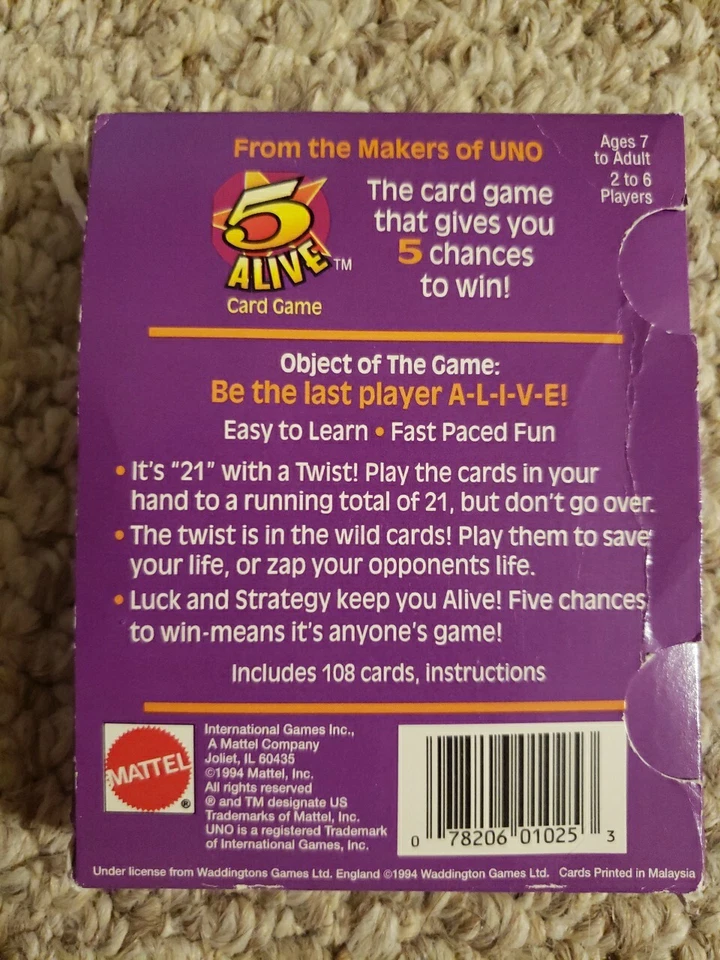 From the Makers of UNO
Ages 7
to Adult
2 to 6
Players
5
ALIVE™
Card Game
The card game
that gives you
5 chances
to win!
Object of The Game:
Be the last player A-L-I-V-E!
Easy to Learn • Fast Paced Fun
• It's "21" with a Twist! Play the cards in your
hand to a running total of 21, but don't go over.
• The twist is in the wild cards! Play them to save
your life, or zap your opponents life.
• Luck and Strategy keep you Alive! Five chances
to win-means it's anyone's game!
Includes 108 cards, instructions
MATTEL®
International Games Inc.,
A Mattel Company
Joliet, IL 60435
©1994 Mattel, Inc.
All rights reserved
® and TM designate US
Trademarks of Mattel, Inc.
UNO is a registered Trademark
of International Games, Inc.
0 78206 01025 3
Under license from Waddingtons Games Ltd. England ©1994 Waddington Games Ltd. Cards Printed in Malaysia